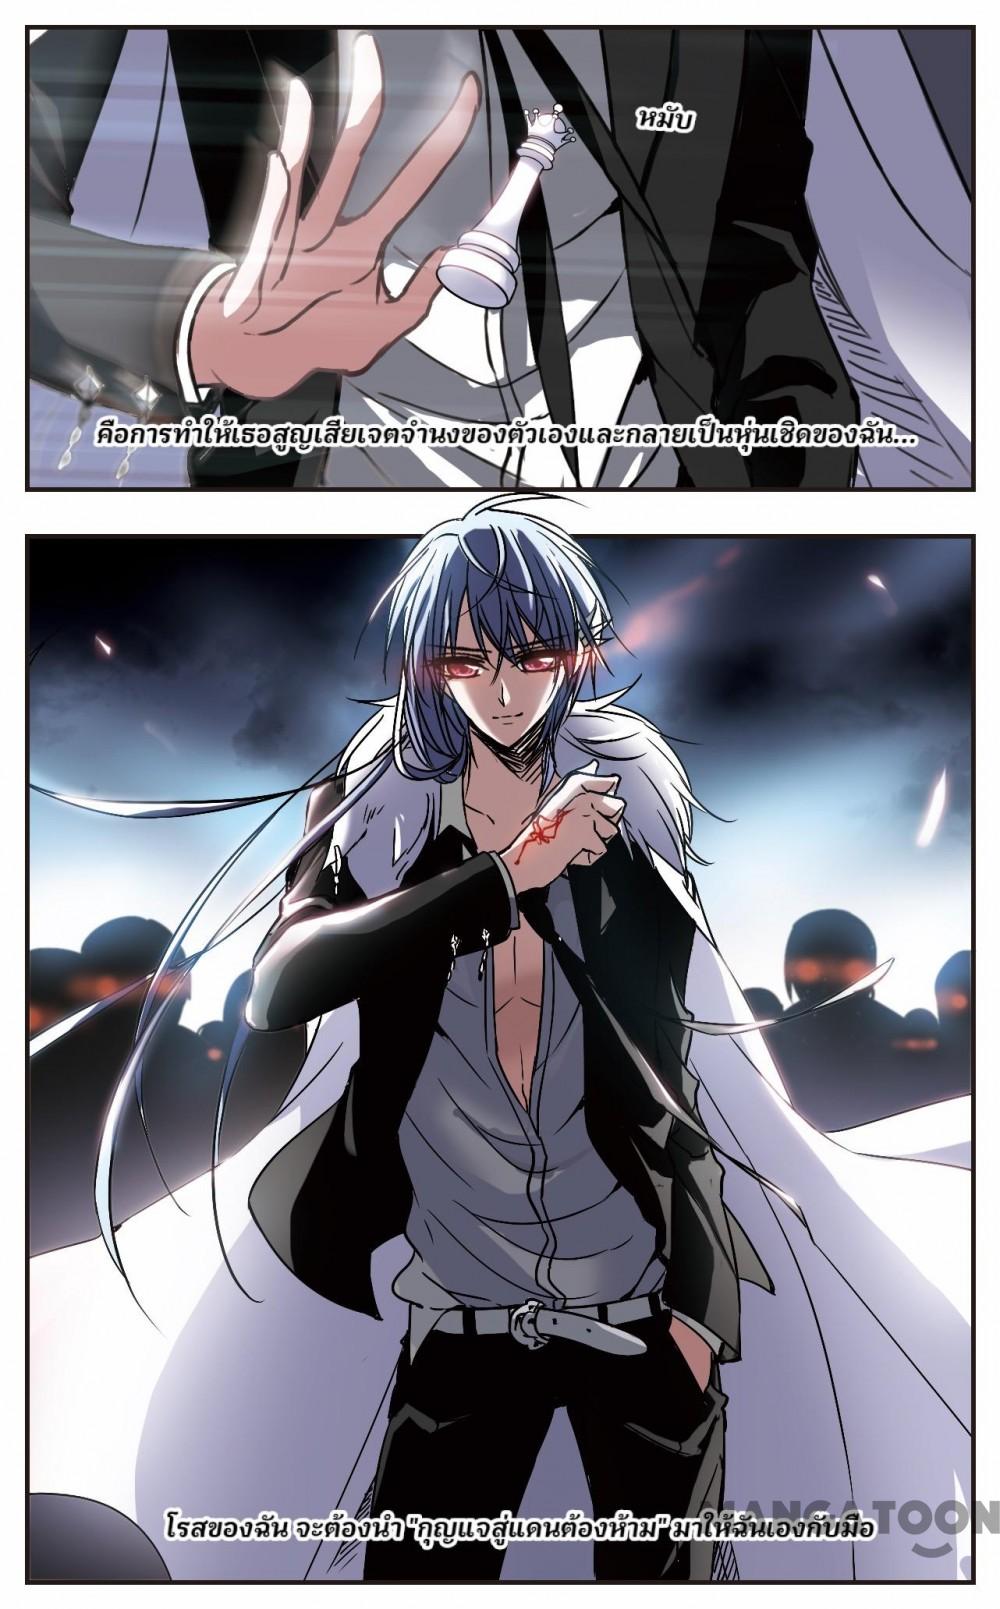 หมับ
คือการทำให้เธอสูญเสียเจตจำนงของตัวเองและกลายเป็นหุ่นเชิดของฉัน...
โรสของฉัน จะต้องนำ "กุญแจสู่แดนต้องห้าม" มาให้ฉันเองกับมือ
MANGATOON